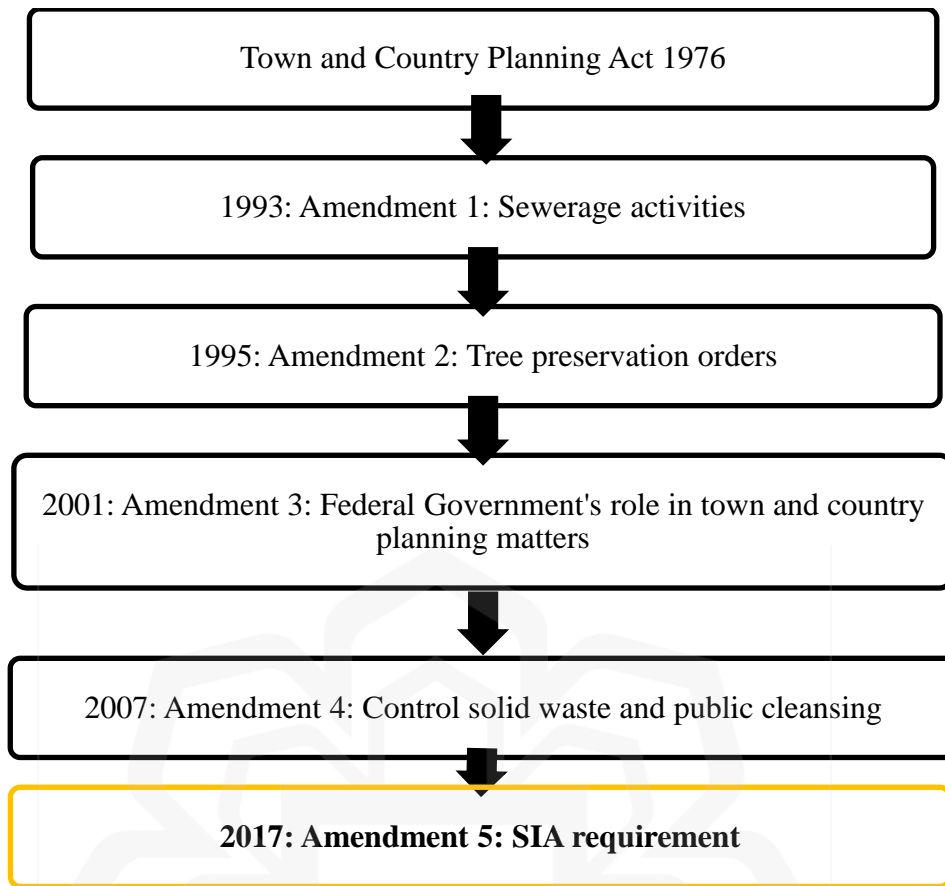 Town and Country Planning Act 1976
1993: Amendment 1: Sewerage activities
1995: Amendment 2: Tree preservation orders
2001: Amendment 3: Federal Government's role in town and country
planning matters
2007: Amendment 4: Control solid waste and public cleansing
2017: Amendment 5: SIA requirement